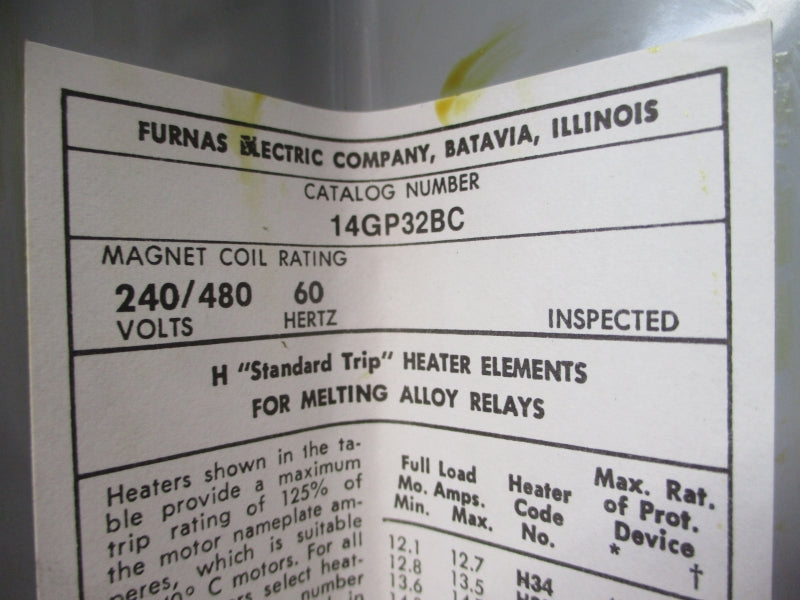 FURNAS ELECTRIC COMPANY, BATAVIA, ILLINOIS
CATALOG NUMBER
14GP32BC
MAGNET COIL RATING
240/480 60
VOLTS HERTZ
INSPECTED
H "Standard Trip" HEATER ELEMENTS
FOR MELTING ALLOY RELAYS
Heaters shown in the ta-
ble provide a maximum
trip rating of 125% of
the motor nameplate am-
peres, which is suitable
C motors. For all
select heat-
number
Full Load
Mo. Amps.
Min. Max.
Heater
Code
No.
Max. Rat.
of Prot.
Device
* †
12.1 12.7
12.8 13.5 H34
13.6